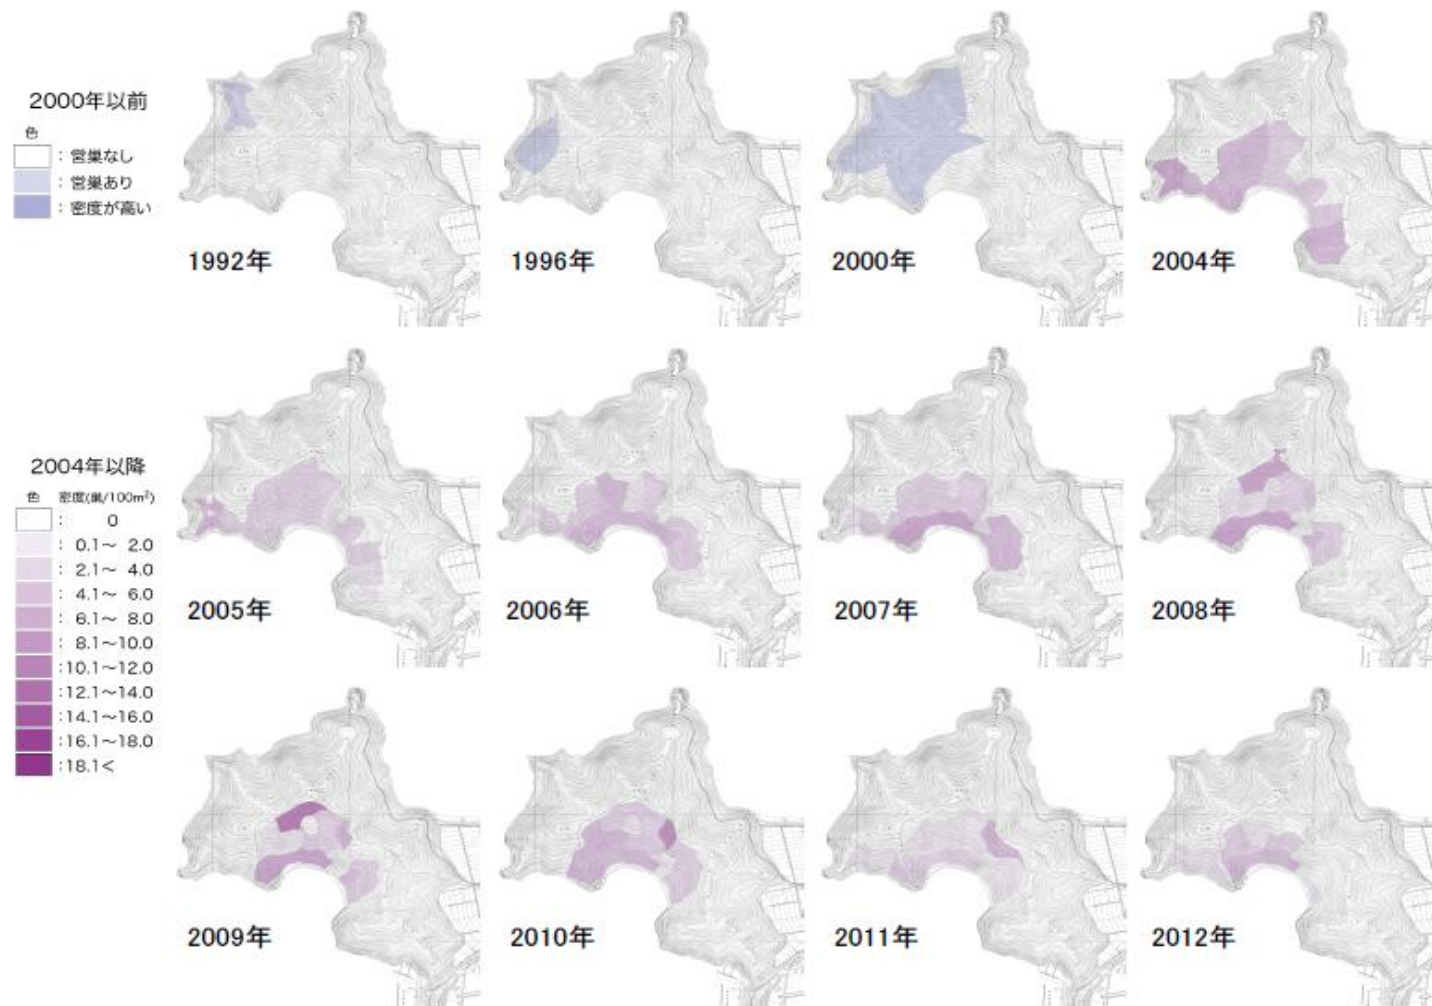 2000年以前
色
: 営巣なし
: 営巣あり
: 密度が高い
1992年
1996年
2000年
2004年
2004年以降
色 密度(巣/100m²)
: 0
: 0.1～ 2.0
: 2.1～ 4.0
: 4.1～ 6.0
: 6.1～ 8.0
: 8.1～10.0
:10.1～12.0
:12.1～14.0
:14.1～16.0
:16.1～18.0
:18.1<
2005年
2006年
2007年
2008年
2009年
2010年
2011年
2012年